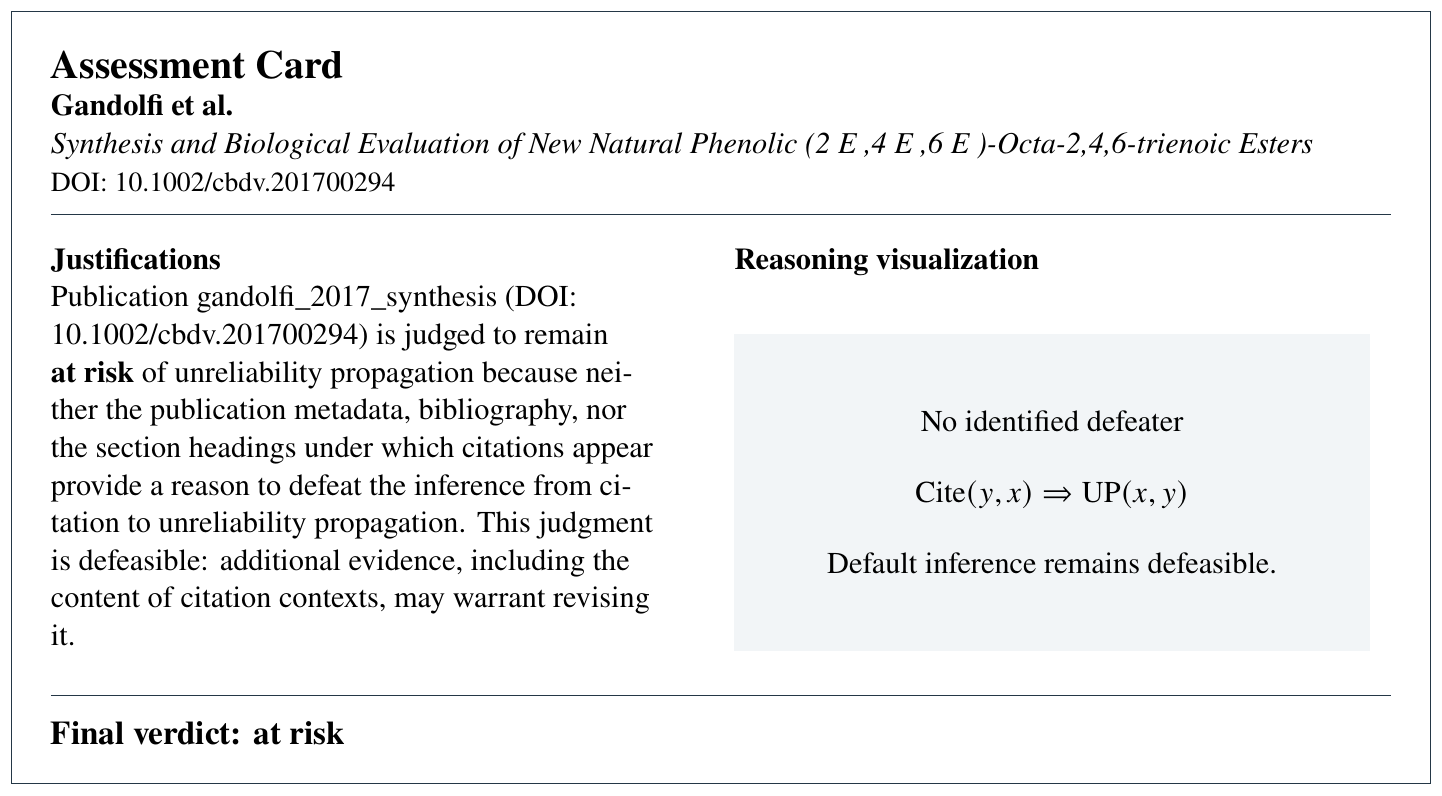 Assessment Card
Gandolfi et al.
Synthesis and Biological Evaluation of New Natural Phenolic (2 E ,4 E ,6 E )-Octa-2,4,6-trienoic Esters
DOI: 10.1002/cbdv.201700294
Justifications
Publication gandolfi_2017_synthesis (DOI:
10.1002/cbdv.201700294) is judged to remain
at risk of unreliability propagation because nei-
ther the publication metadata, bibliography, nor
the section headings under which citations appear
provide a reason to defeat the inference from ci-
tation to unreliability propagation. This judgment
is defeasible: additional evidence, including the
content of citation contexts, may warrant revising
it.
Reasoning visualization
No identified defeater
Cite(y, x) ⇒ UP(x, y)
Default inference remains defeasible.
Final verdict: at risk